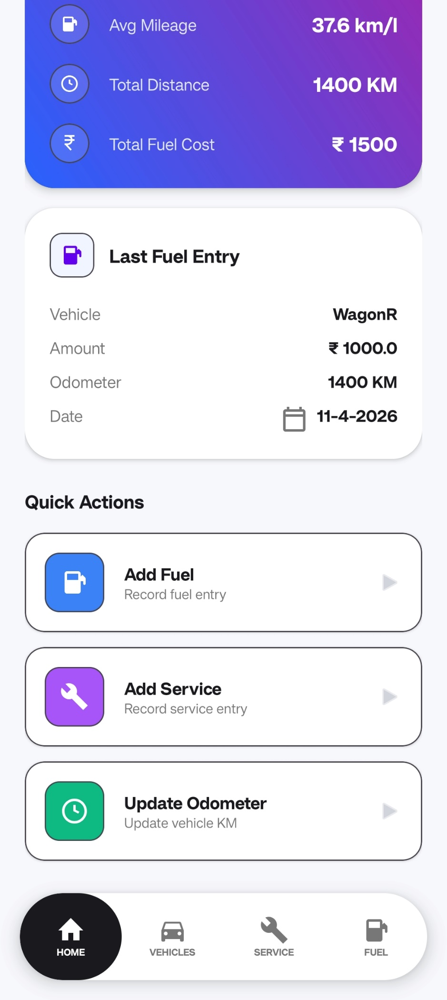 Avg Mileage 37.6 km/l
Total Distance 1400 KM
₹ Total Fuel Cost ₹ 1500
Last Fuel Entry
Vehicle WagonR
Amount ₹ 1000.0
Odometer 1400 KM
Date 11-4-2026
Quick Actions
Add Fuel
Record fuel entry
Add Service
Record service entry
Update Odometer
Update vehicle KM
HOME VEHICLES SERVICE FUEL